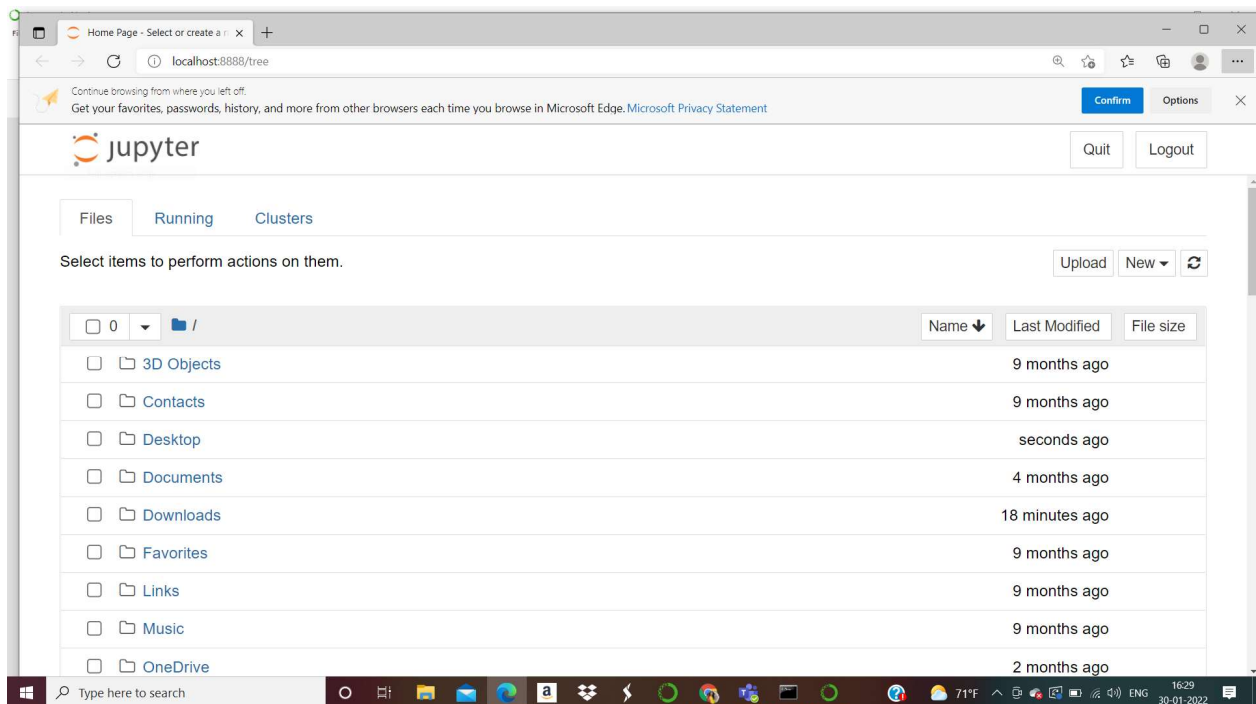 Home Page - Select or create a n
localhost:8888/tree
Continue browsing from where you left off.
Get your favorites, passwords, history, and more from other browsers each time you browse in Microsoft Edge. Microsoft Privacy Statement
Confirm
Options
jupyter
Quit
Logout
Files
Running
Clusters
Select items to perform actions on them.
Upload
New
0
/
Name
Last Modified
File size
3D Objects 9 months ago
Contacts 9 months ago
Desktop seconds ago
Documents 4 months ago
Downloads 18 minutes ago
Favorites 9 months ago
Links 9 months ago
Music 9 months ago
OneDrive 2 months ago
Type here to search
a
71°F
ENG
16:29
30-01-2022